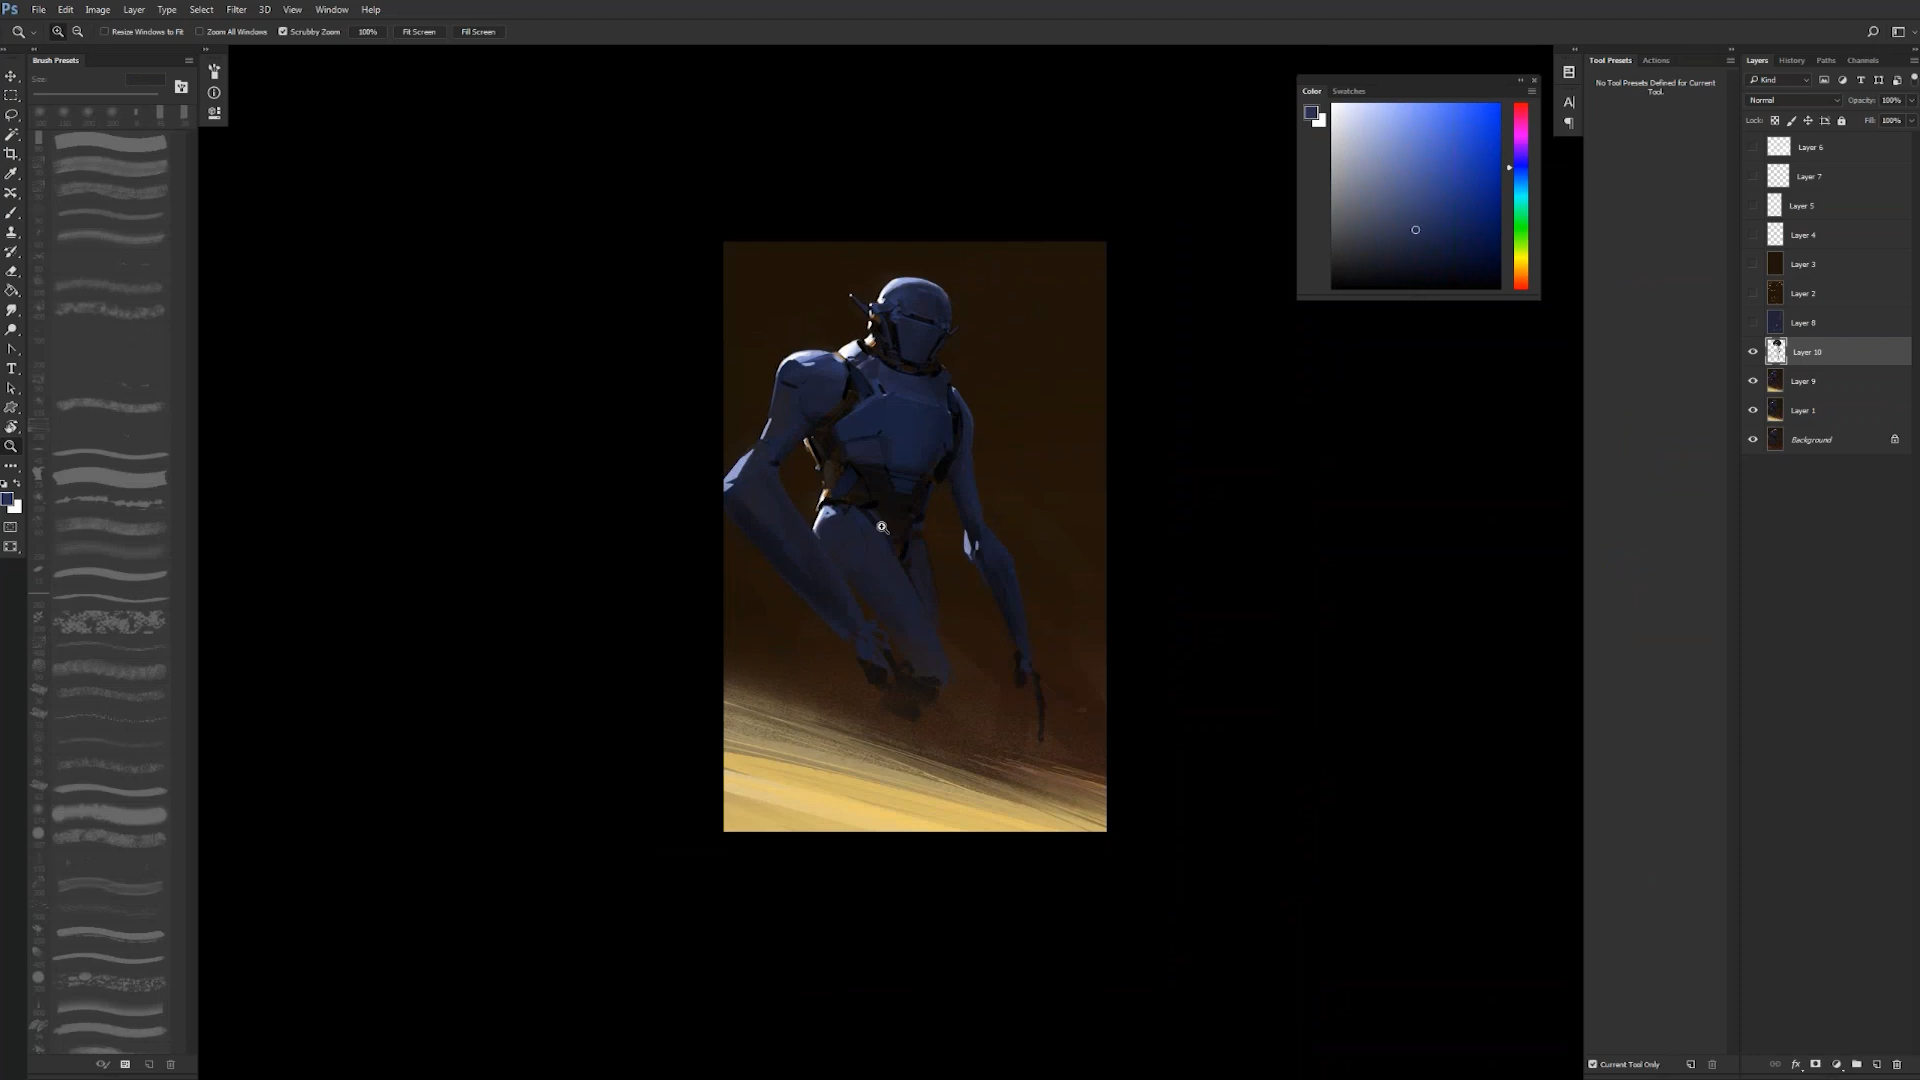 Ps File Edit Image Layer Type Select Filter 3D View Window Help
Resize Windows to Fit Zoom All Windows Scrubby Zoom 100% Fit Screen Fill Screen
Brush Presets
Size:
Color Swatches
Tool Presets Actions
No Tool Presets Defined for Current
Tool.
Current Tool Only
Layers History Paths Channels
Kind
Normal Opacity: 100%
Lock: Fill: 100%
Layer 6
Layer 7
Layer 5
Layer 4
Layer 3
Layer 2
Layer 8
Layer 10
Layer 9
Layer 1
Background